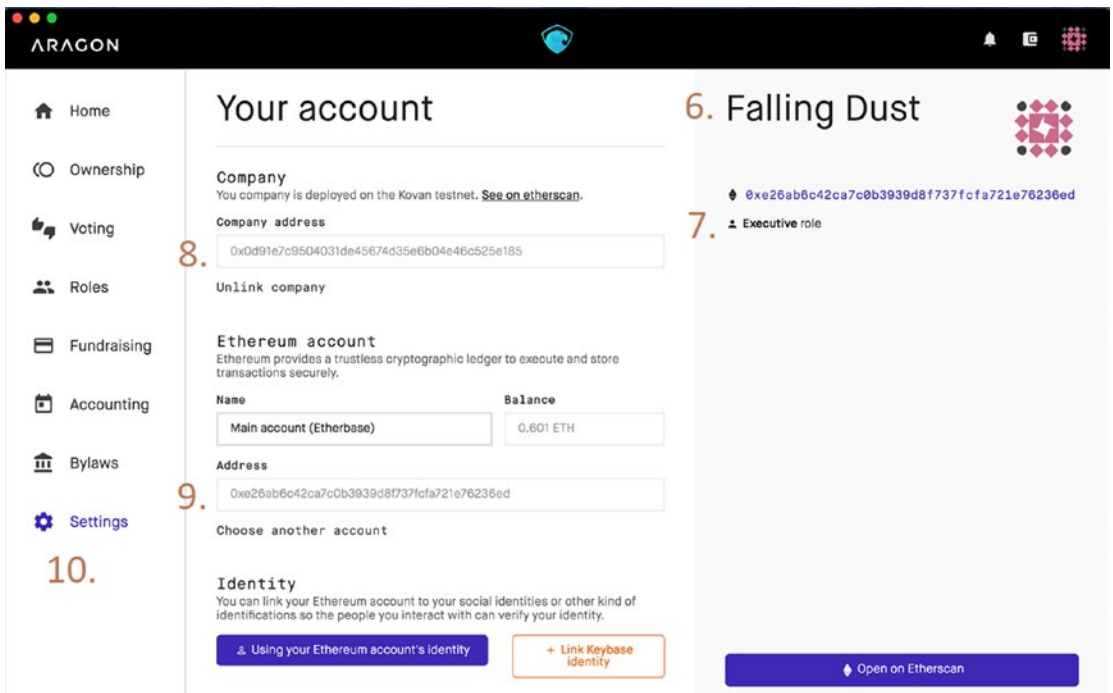 ARAGON
Home
Ownership
Voting
Roles
Fundraising
Accounting
Bylaws
Settings
10.
Your account
Company
You company is deployed on the Kovan testnet. See on etherscan.
Company address
8.
0x0d91e7c9504031de45674d35e6b04e46c525e185
Unlink company
Ethereum account
Ethereum provides a trustless cryptographic ledger to execute and store
transactions securely.
Name
Balance
Main account (Etherbase)
0.601 ETH
Address
9.
0xe26ab6c42ca7c0b3939d8f737fcfa721e76236ed
Choose another account
Identity
You can link your Ethereum account to your social identities or other kind of
identifications so the people you interact with can verify your identity.
Using your Ethereum account's identity
+ Link Keybase
identity
6. Falling Dust
0xe26ab6c42ca7c0b3939d8f737fcfa721e76236ed
7.
Executive role
Open on Etherscan